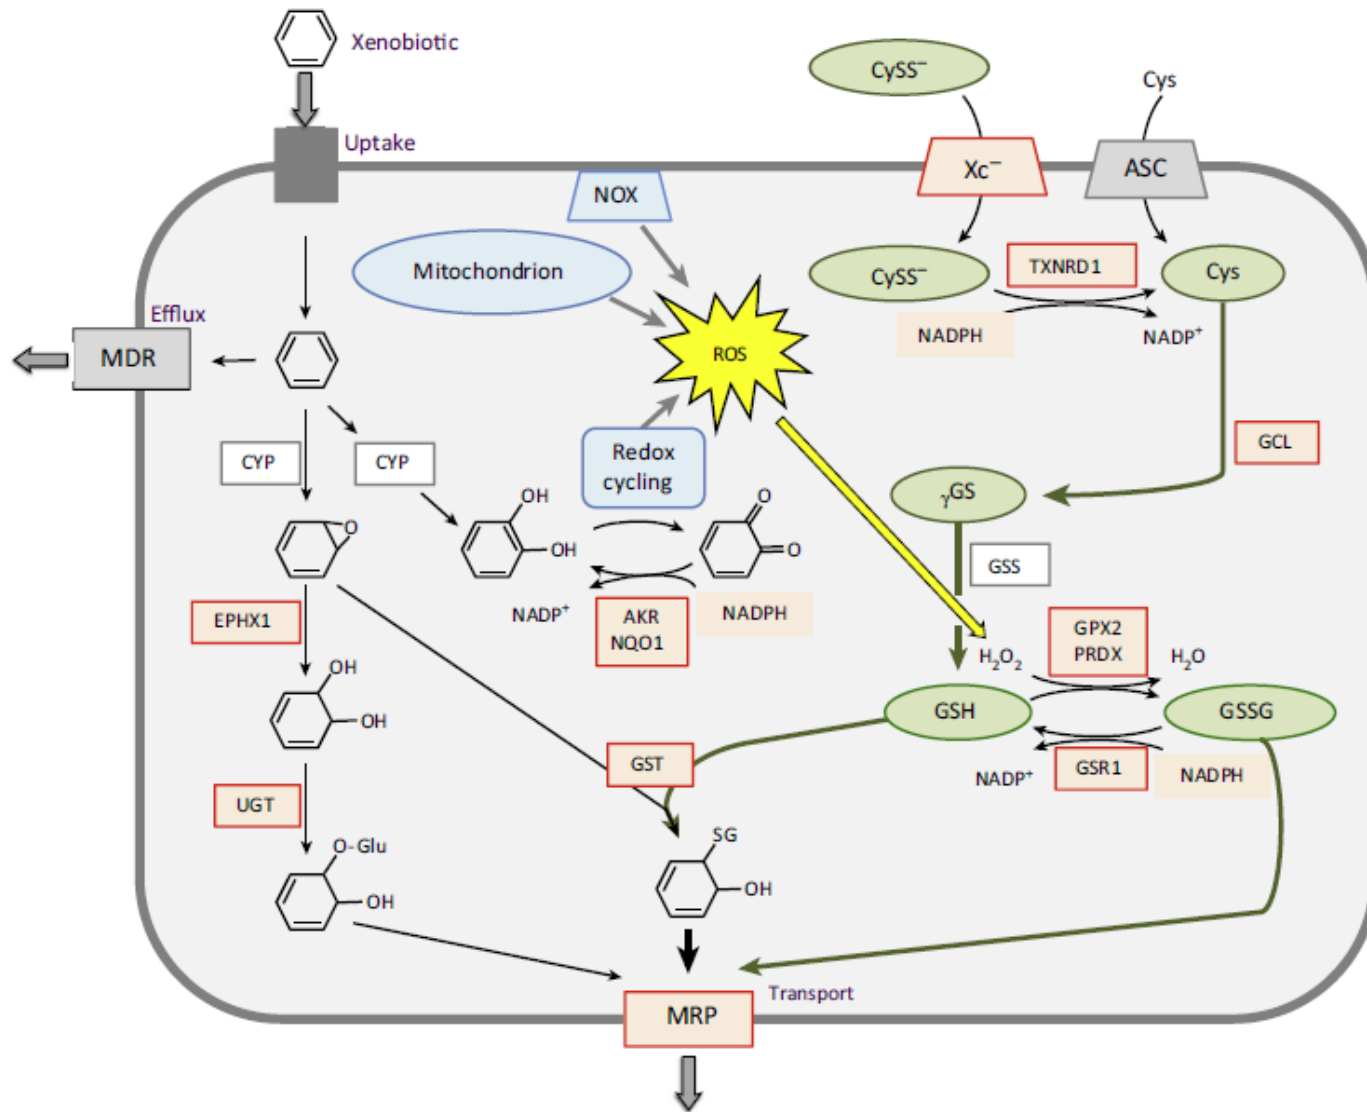 Xenobiotic
CySS⁻
Cys
Uptake
Xc⁻
ASC
NOX
Mitochondrion
CySS⁻
TXNRD1
Cys
Efflux
NADPH
NADP⁺
MDR
ROS
CYP
CYP
Redox
cycling
GCL
γGS
OH
OH
O
O
O
GSS
EPHX1
NADP⁺
AKR
NQO1
NADPH
H₂O₂
GPX2
PRDX
H₂O
OH
OH
GSH
GSSG
GST
NADP⁺
GSR1
NADPH
UGT
O-Glu
OH
SG
OH
Transport
MRP